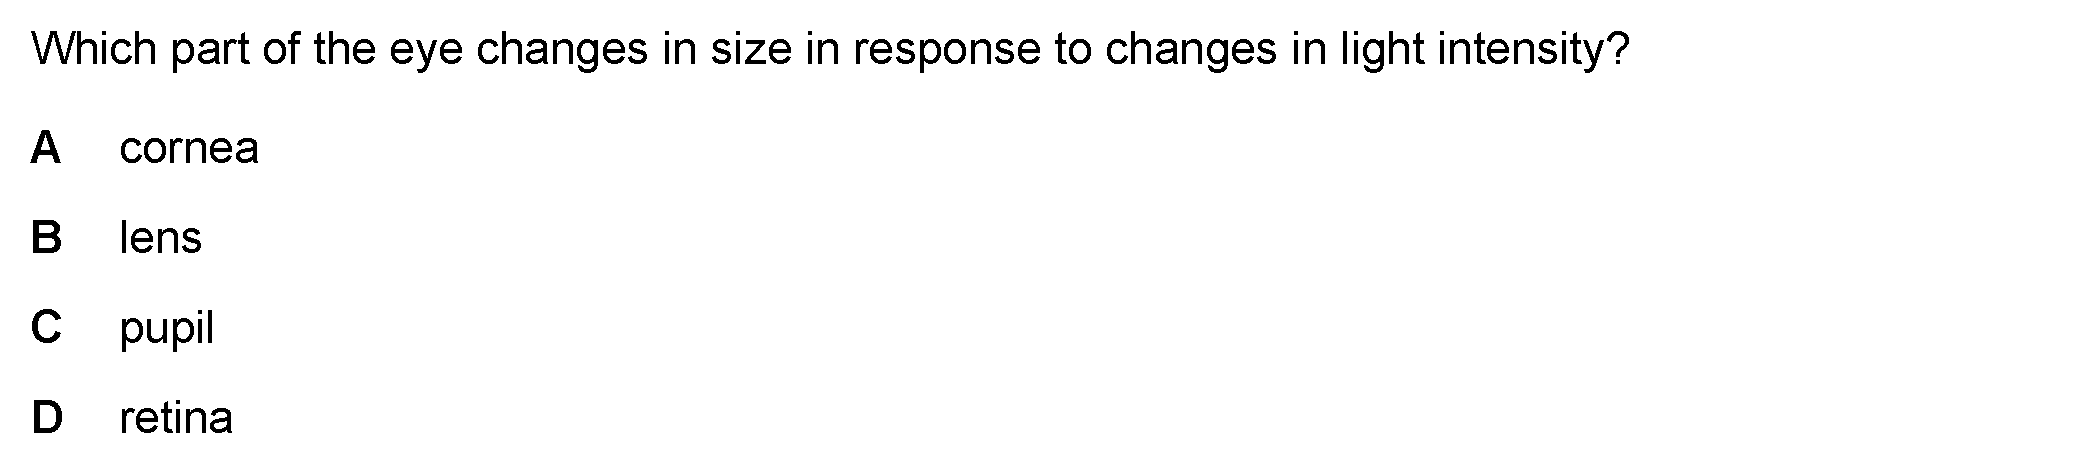 Which part of the eye changes in size in response to changes in light intensity?
A cornea
B lens
C pupil
D retina